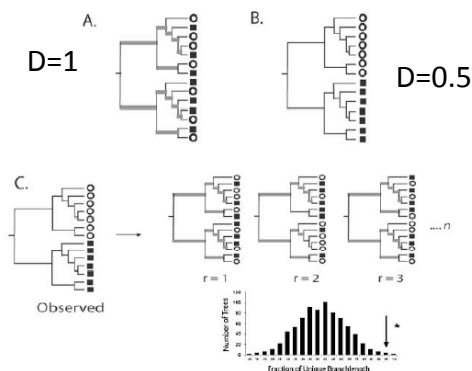 A.
B.
D=1
D=0.5
C.
Observed
r = 1
r = 2
r = 3
....n
Number of Trees
*
Fraction of Unique Branchlength